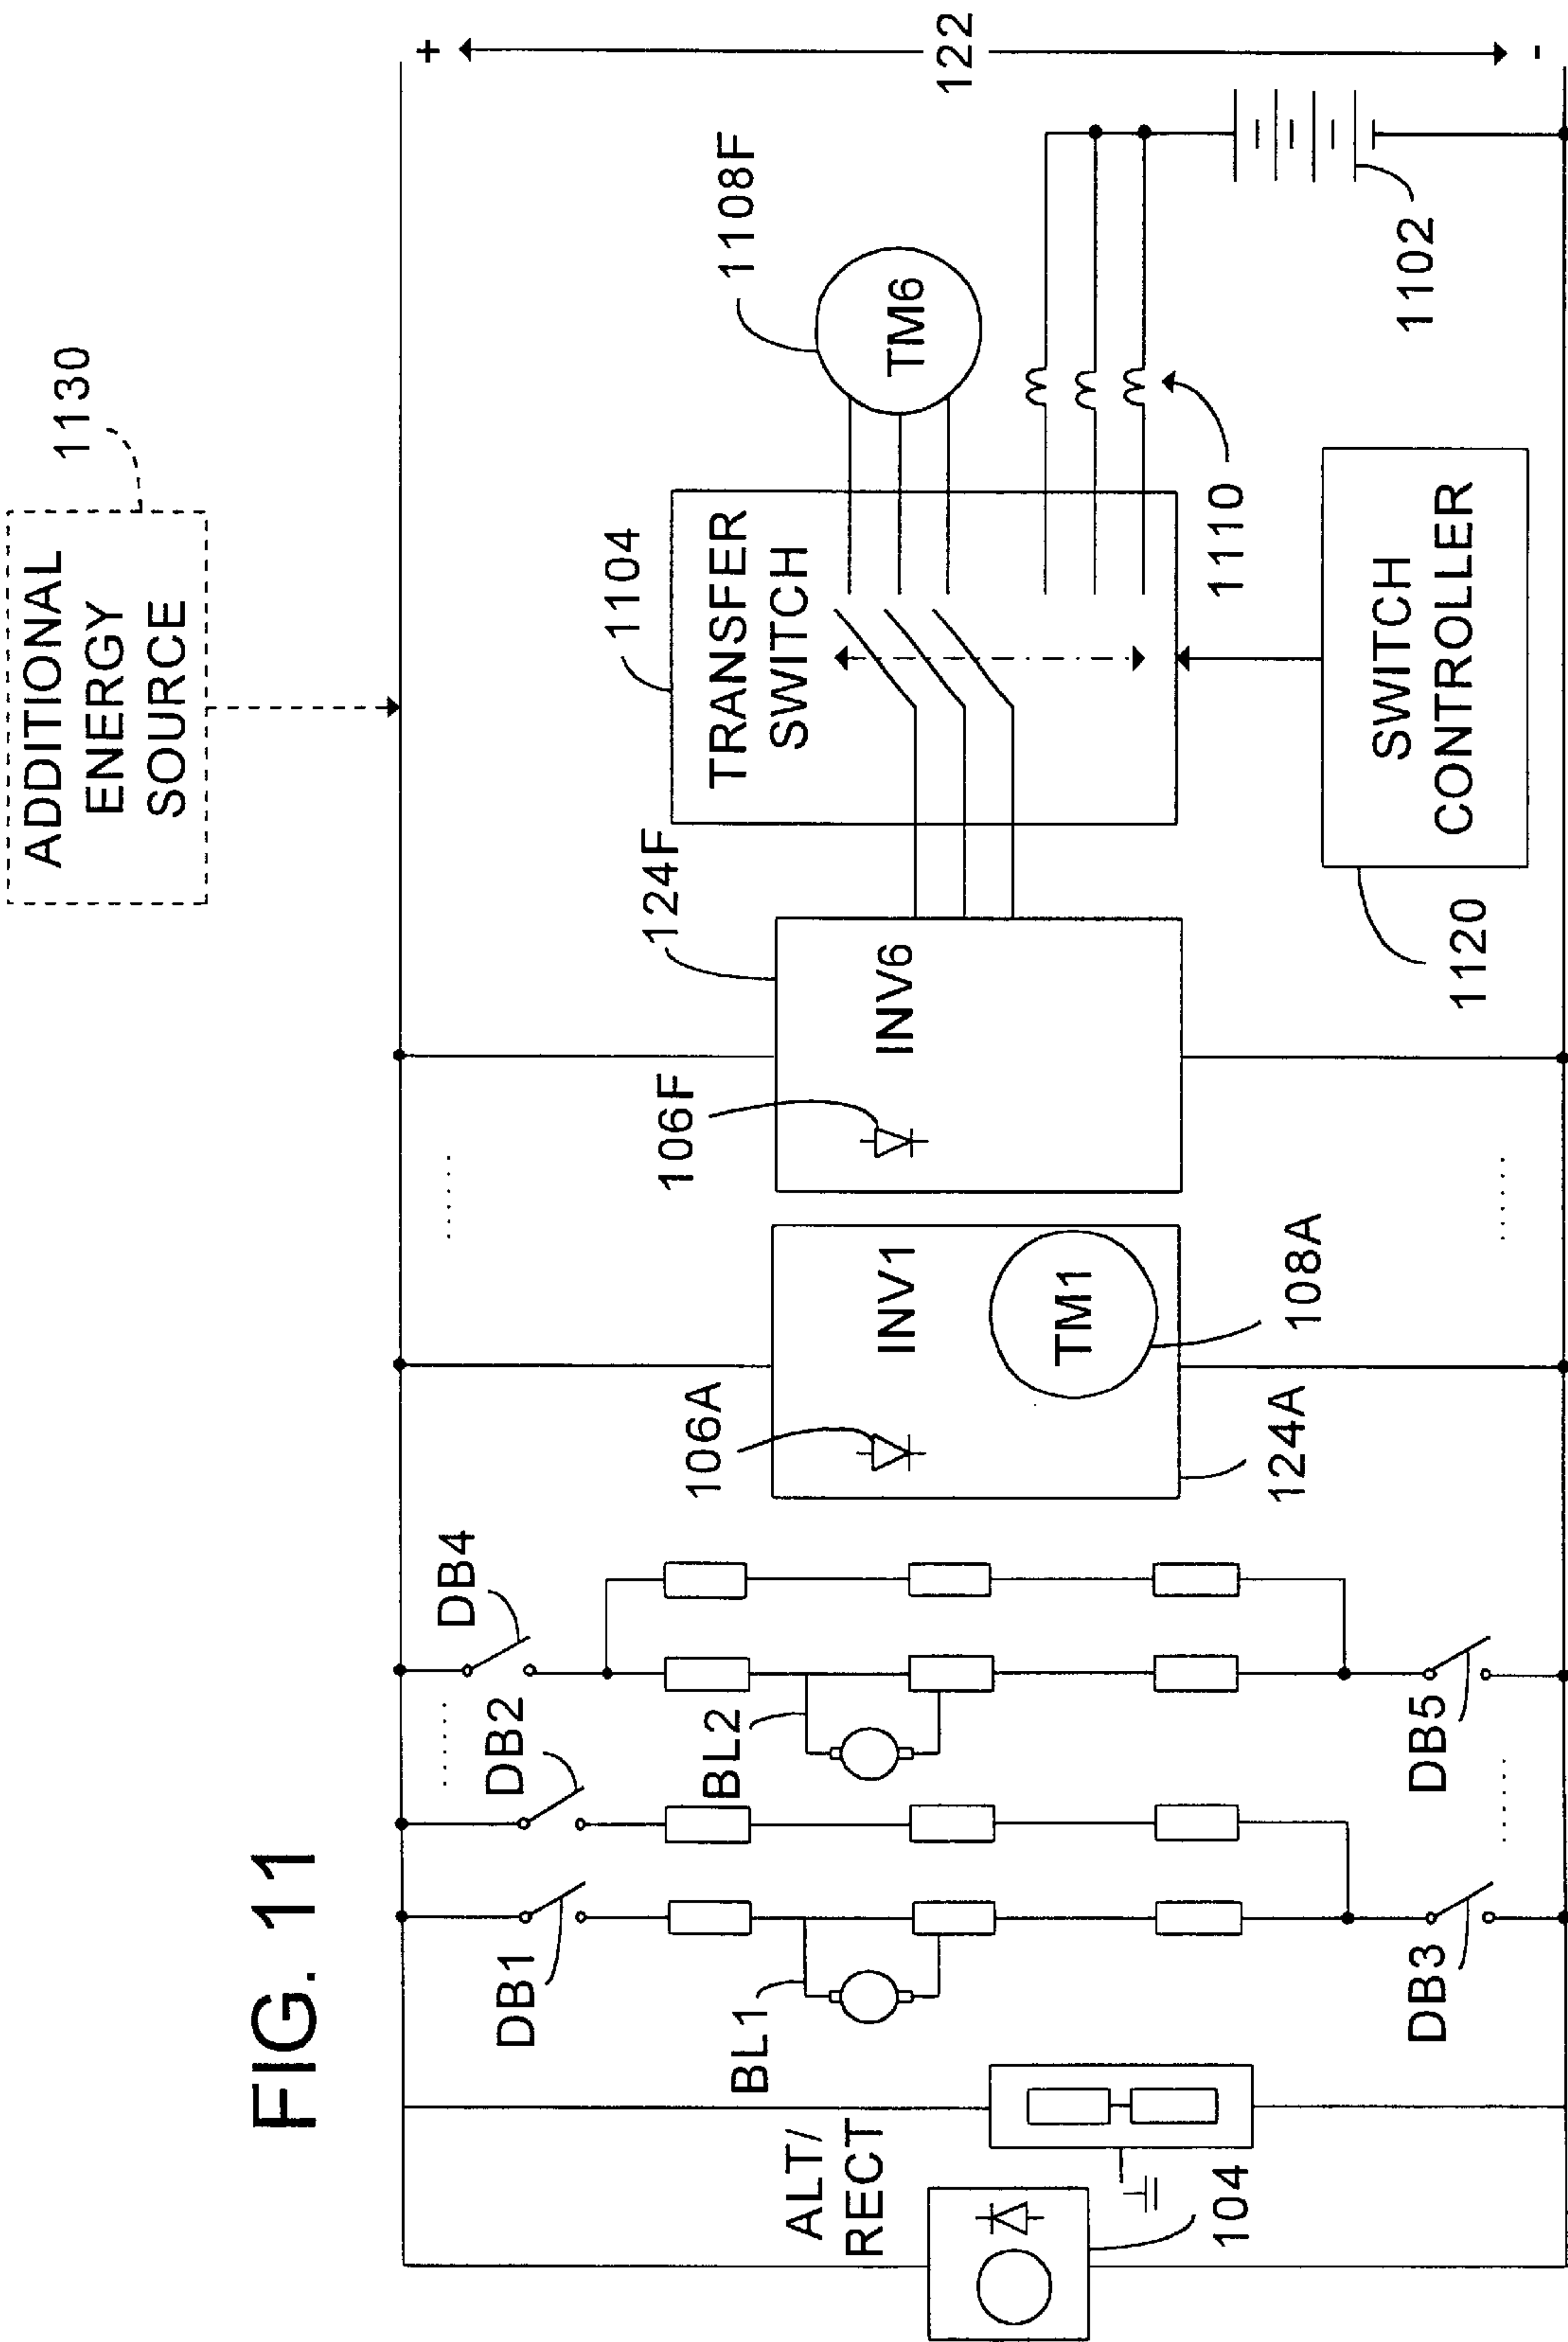 FIG. 11
ADDITIONAL
ENERGY
SOURCE
1130
+
122
-
ALT/
RECT
104
DB1
BL1
DB3
DB2
BL2
DB4
DB5
106A
INV1
TM1
108A
124A
106F
INV6
124F
1104
TRANSFER
SWITCH
1108F
TM6
1110
1102
SWITCH
CONTROLLER
1120